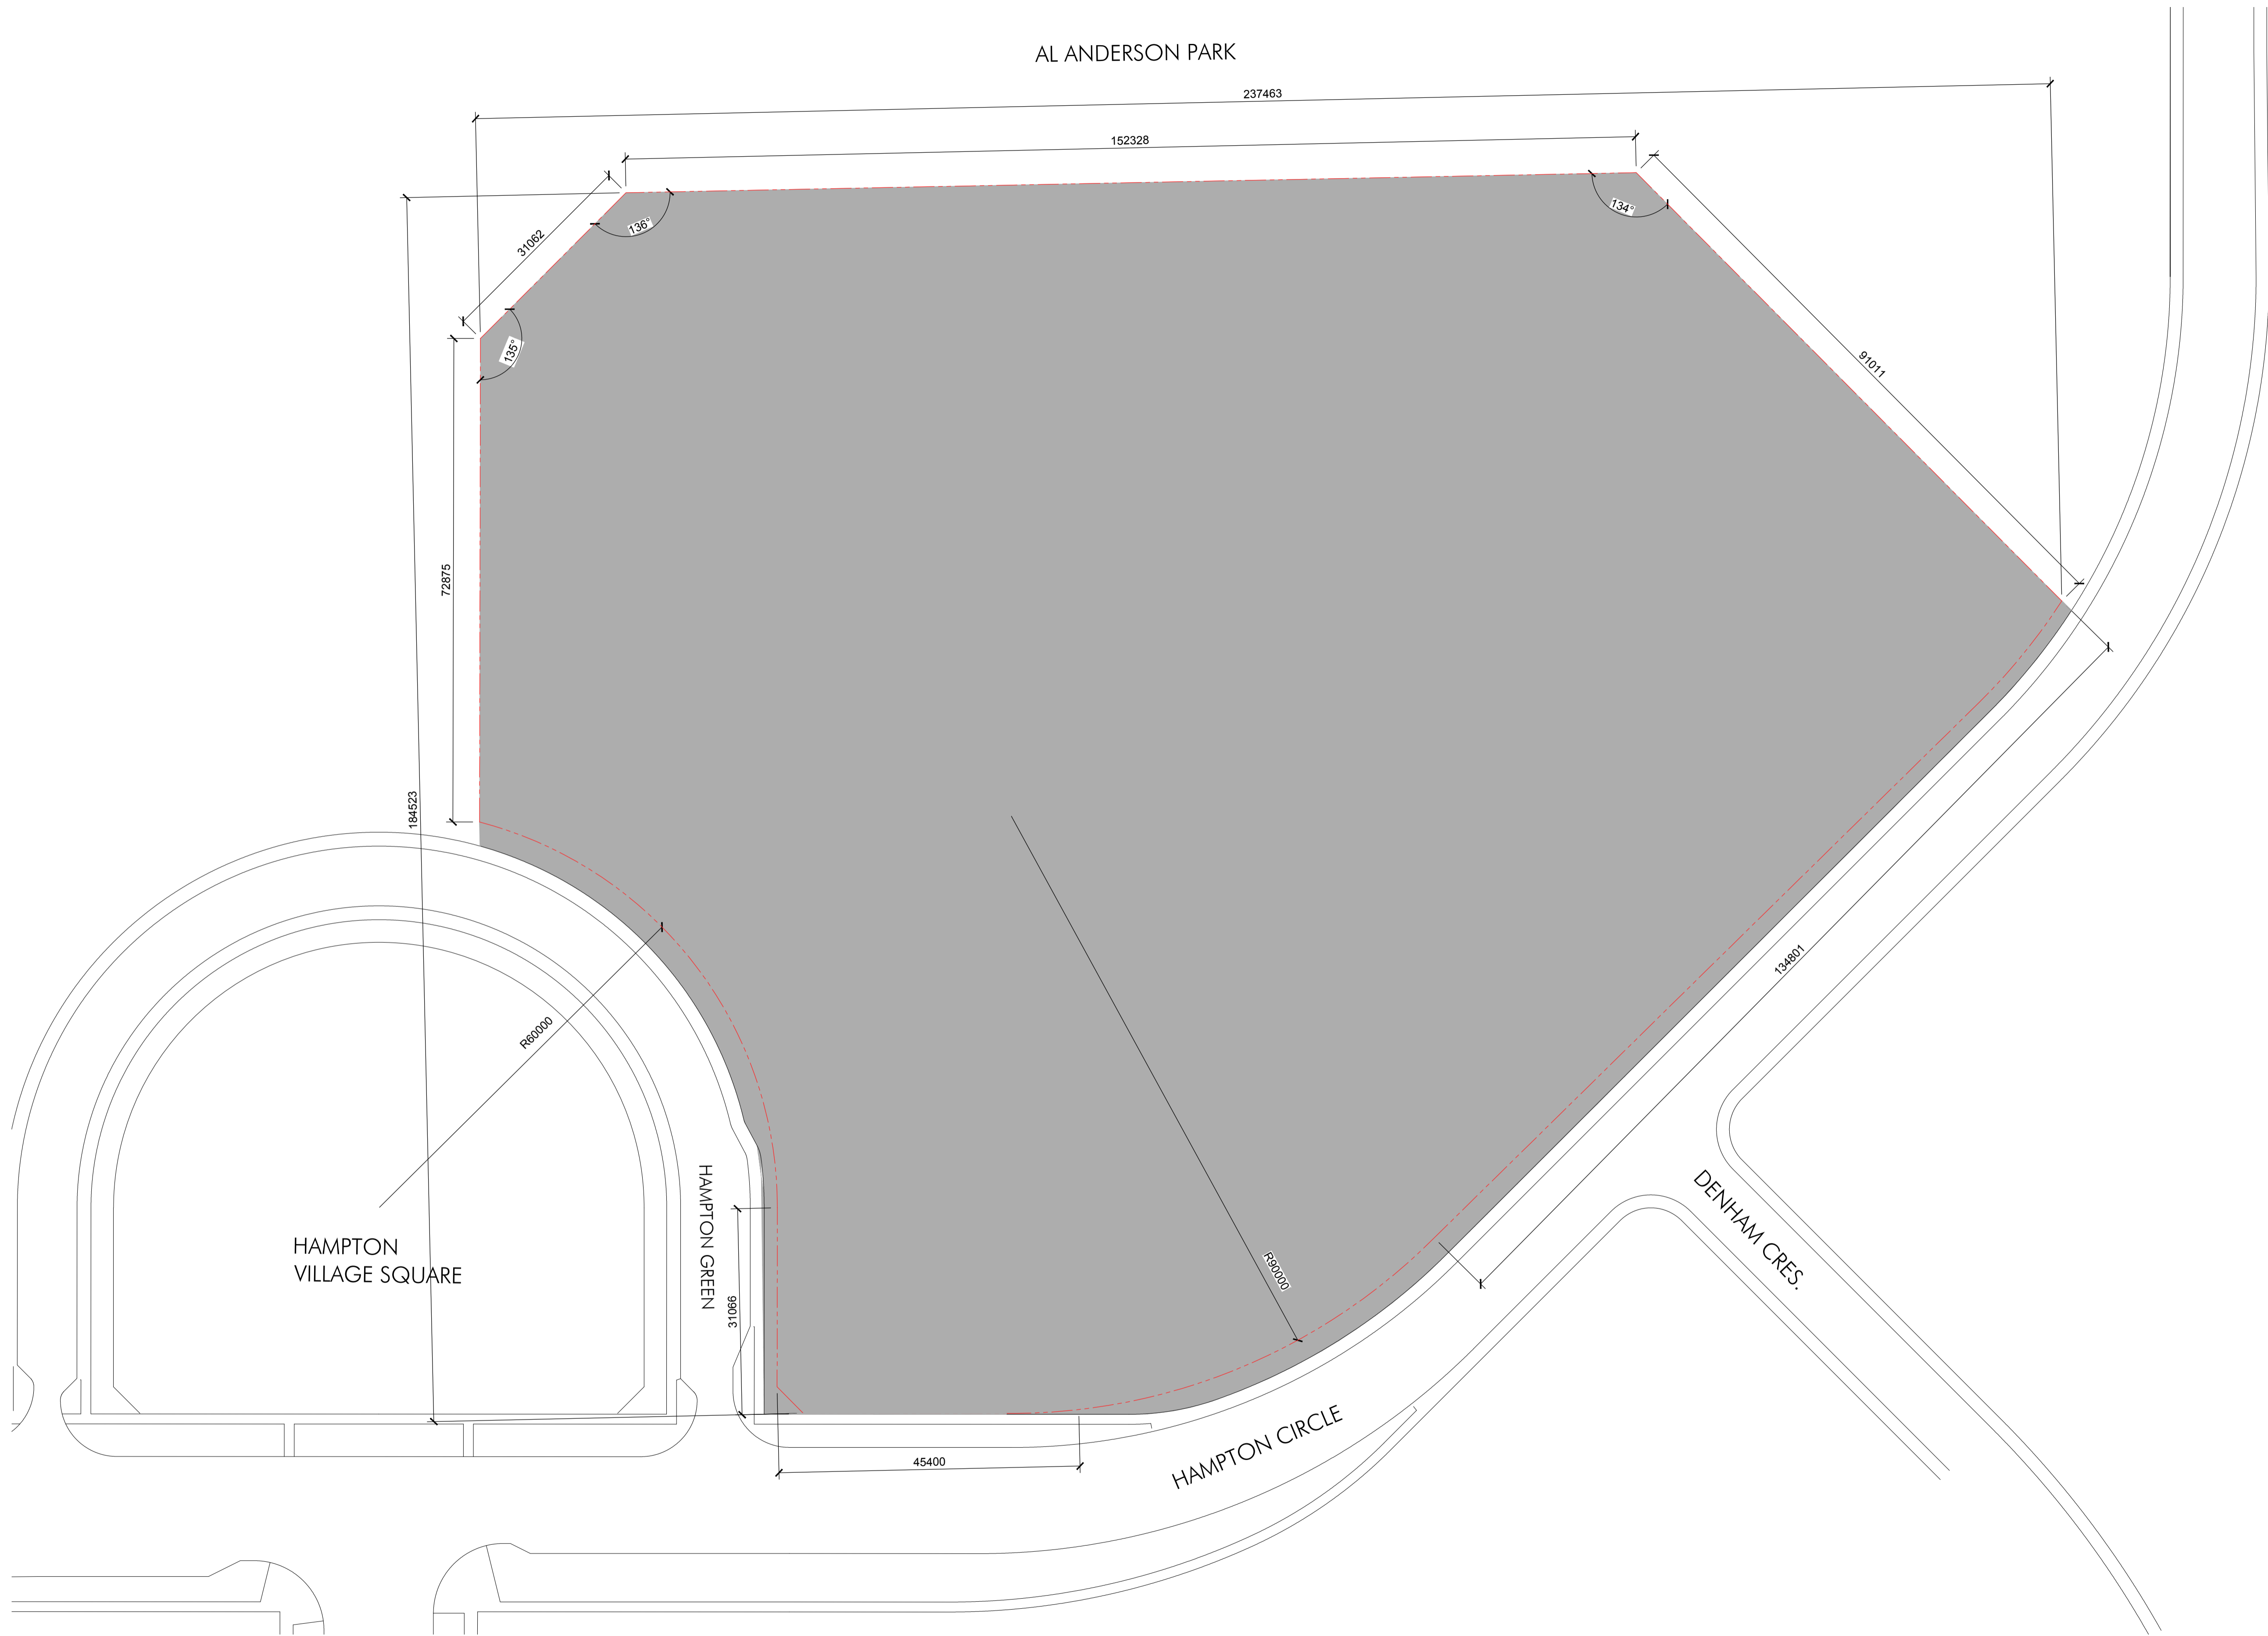 AL ANDERSON PARK
237463
152328
31062
136°
134°
135°
91011
72875
184523
134801
R60000
HAMPTON
VILLAGE SQUARE
HAMPTON GREEN
31066
R90000
DENHAM CRES.
HAMPTON CIRCLE
45400